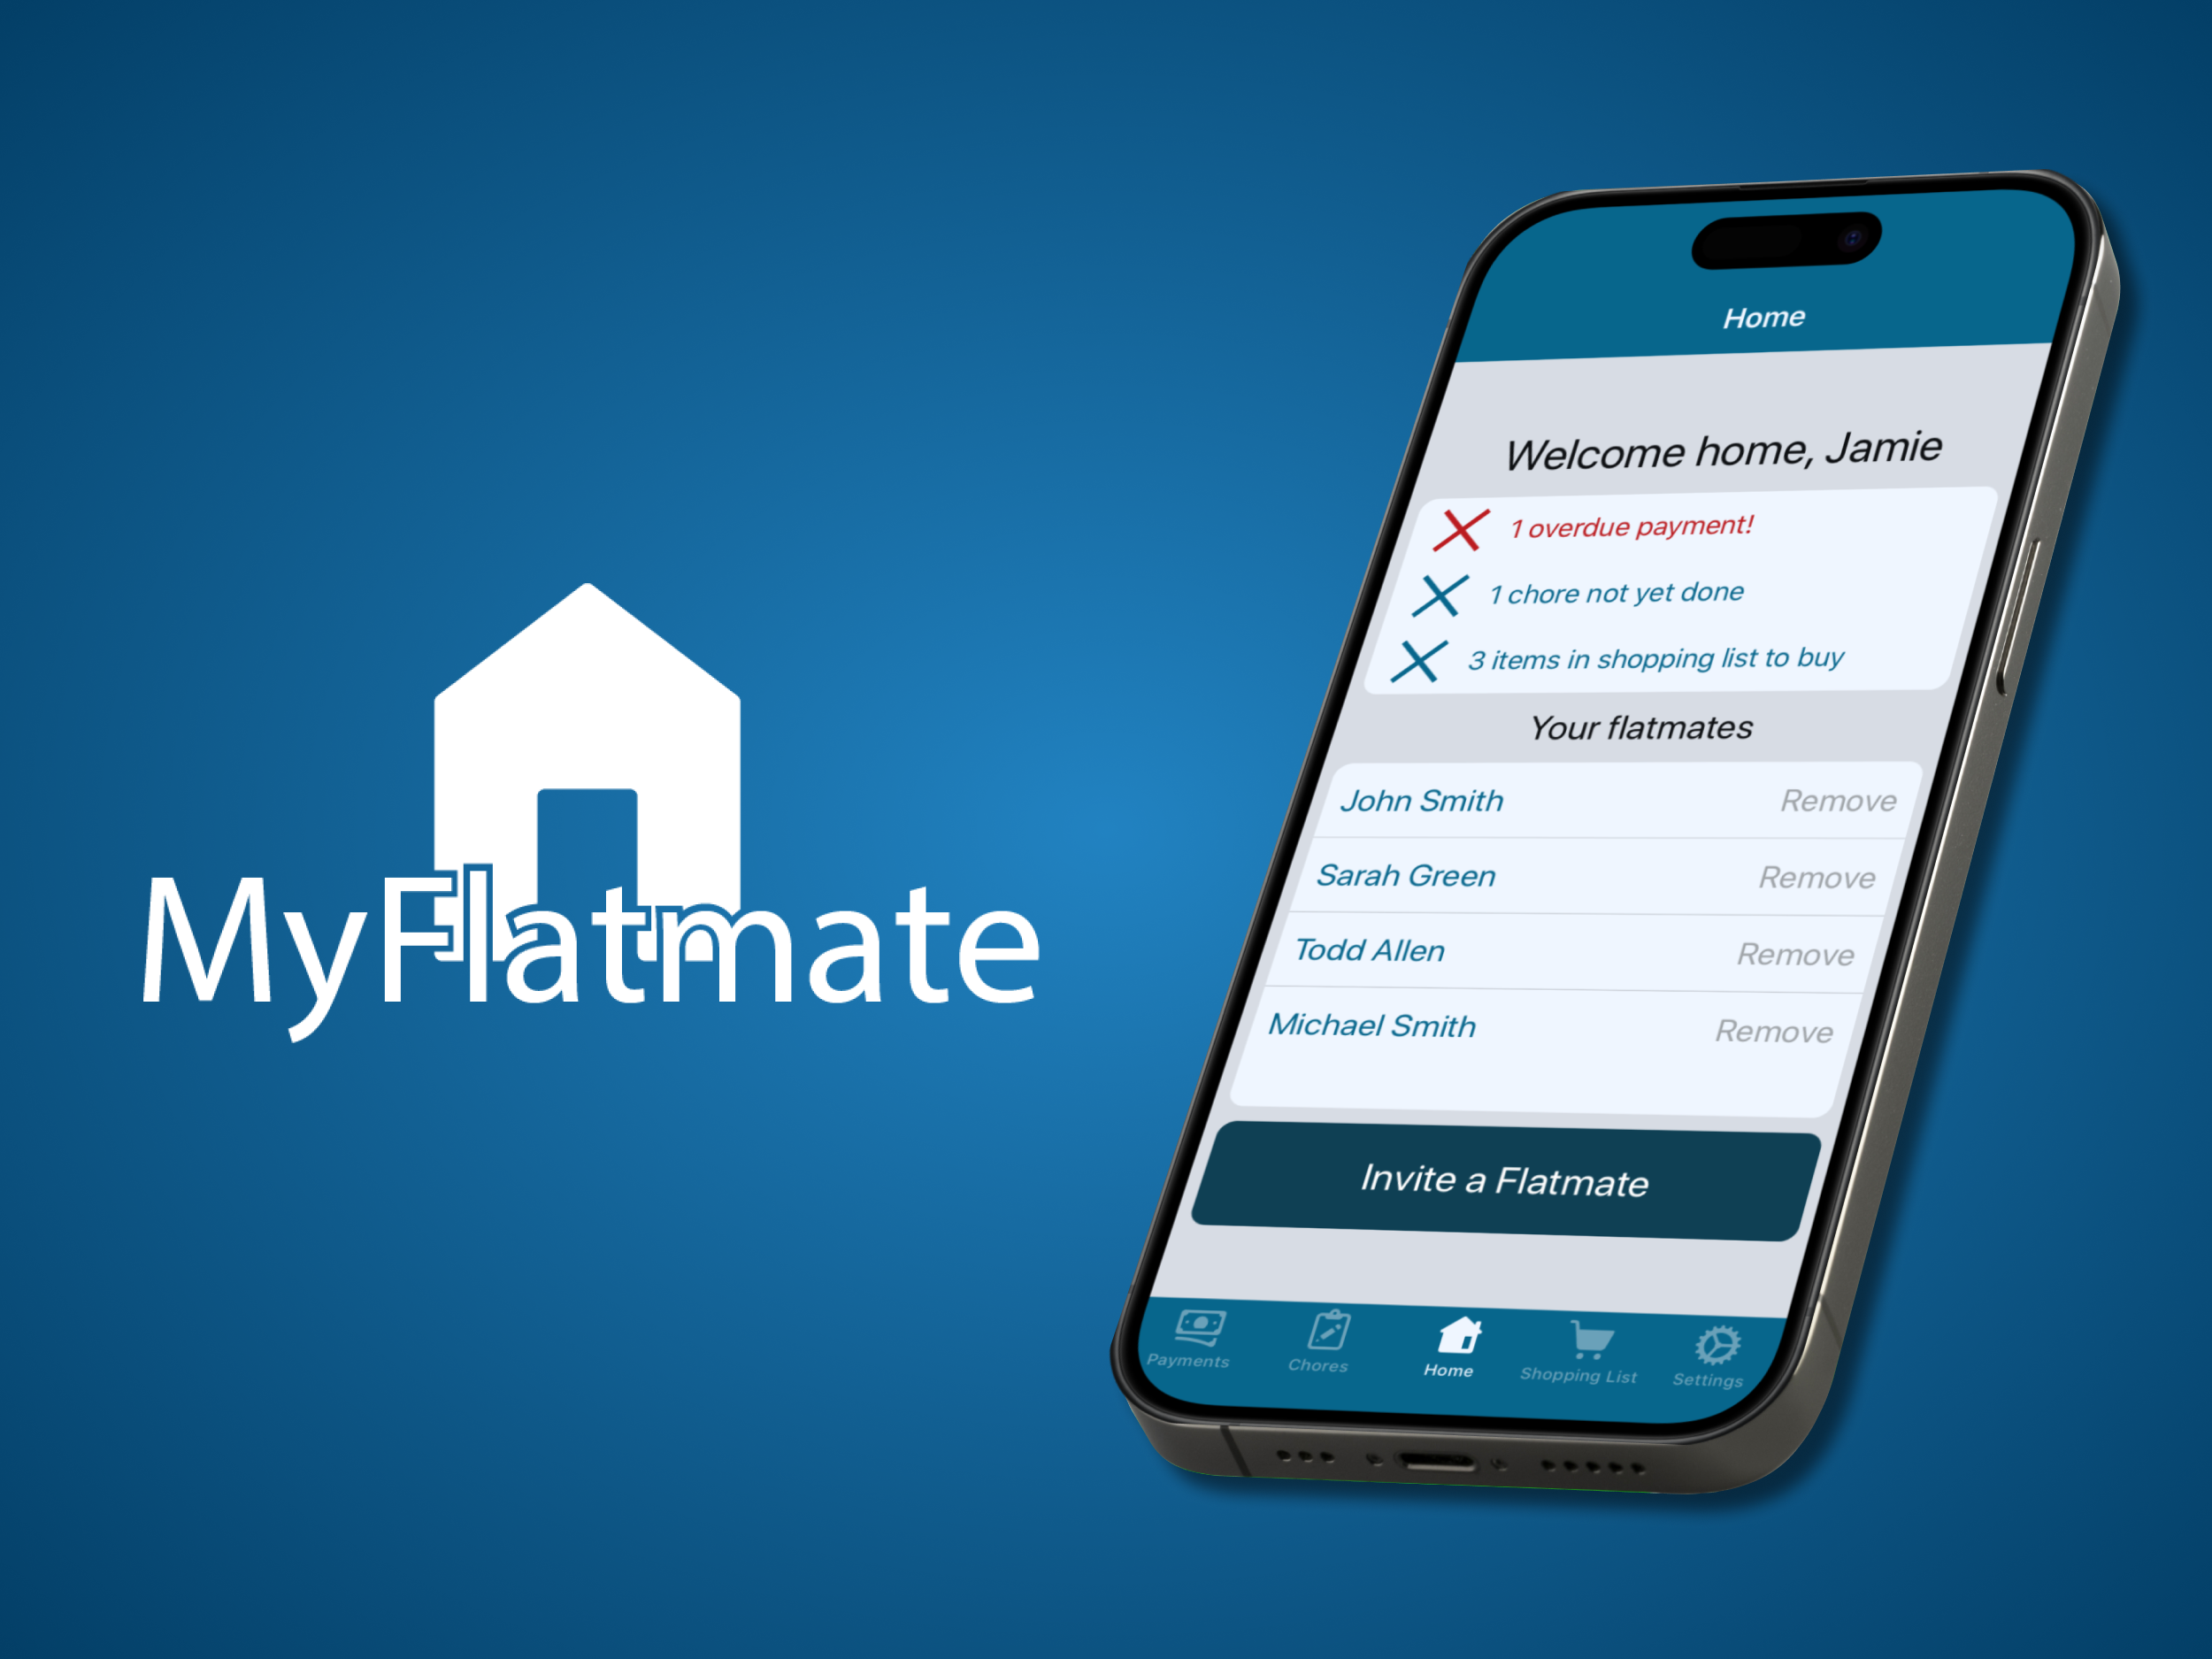 MyFlatmate
Home
Welcome home, Jamie
1 overdue payment!
1 chore not yet done
3 items in shopping list to buy
Your flatmates
John Smith Remove
Sarah Green Remove
Todd Allen Remove
Michael Smith Remove
Invite a Flatmate
Payments Chores Home Shopping List Settings